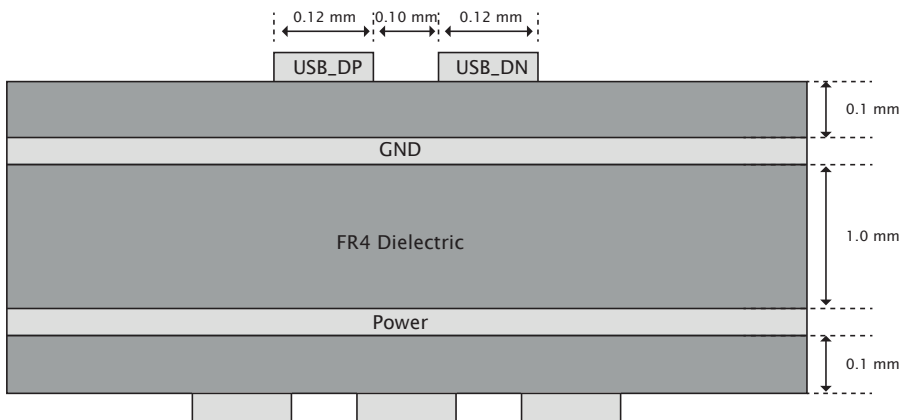 0.12 mm 0.10 mm 0.12 mm
USB_DP USB_DN
0.1 mm
GND
FR4 Dielectric
1.0 mm
Power
0.1 mm